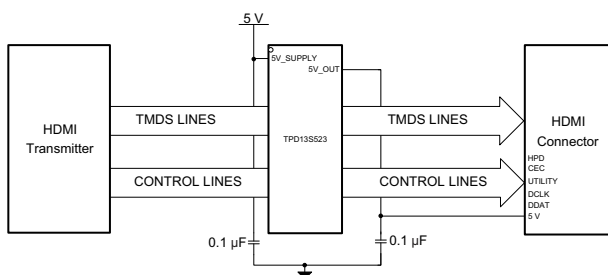 5 V
5V_SUPPLY
5V_OUT
HDMI
Transmitter
TMDS LINES
TPD13S523
TMDS LINES
HDMI
Connector
CONTROL LINES
CONTROL LINES
HPD
CEC
UTILITY
DCLK
DDAT
5 V
0.1 µF
0.1 µF